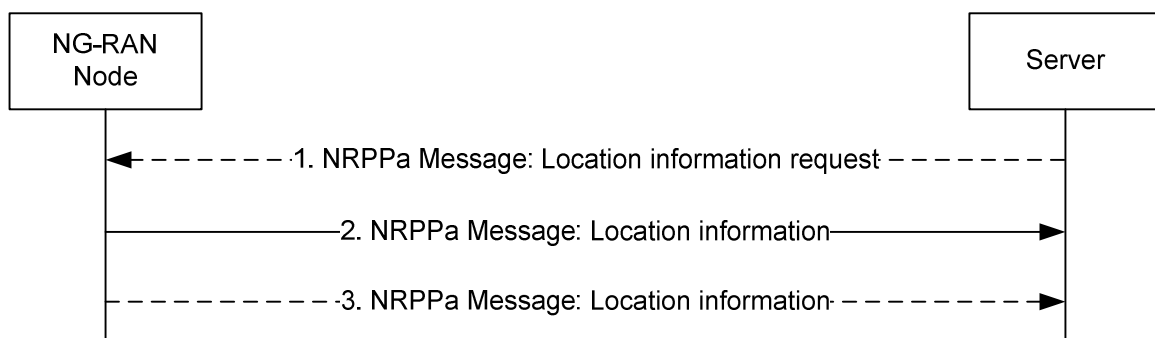 NG-RAN
Node
Server
1. NRPPa Message: Location information request
2. NRPPa Message: Location information
3. NRPPa Message: Location information